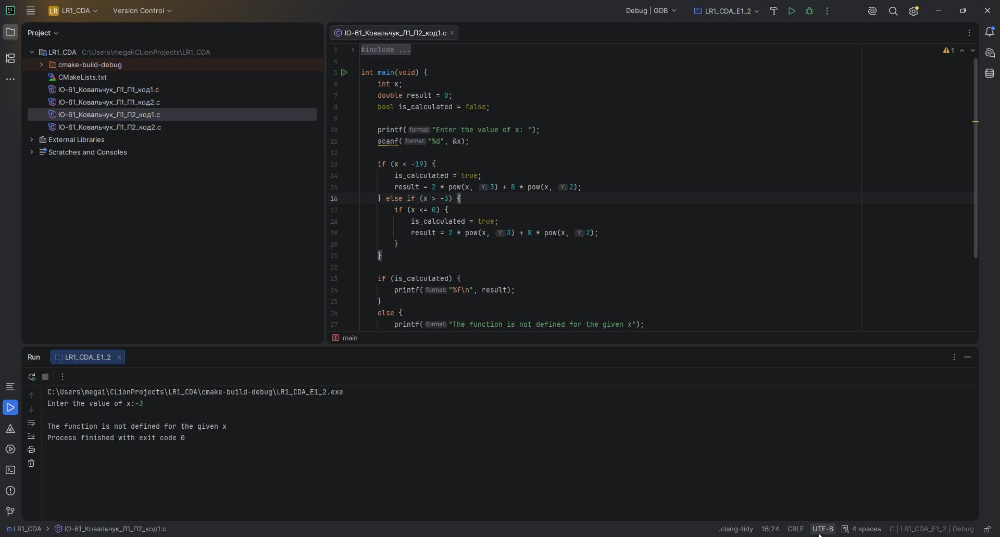 LR LR1_CDA Version Control Debug | GDB LR1_CDA_E1_2
Project
LR1_CDA C:\Users\megai\CLionProjects\LR1_CDA
cmake-build-debug
CMakeLists.txt
ІО-61_Ковальчук_Л1_П1_код1.c
ІО-61_Ковальчук_Л1_П1_код2.c
ІО-61_Ковальчук_Л1_П2_код1.c
ІО-61_Ковальчук_Л1_П2_код2.c
External Libraries
Scratches and Consoles
ІО-61_Ковальчук_Л1_П2_код1.c
1 #include ... 1
4
5 int main(void) {
6 int x;
7 double result = 0;
8 bool is_calculated = false;
9
10 printf( format: "Enter the value of x: ");
11 scanf( format: "%d", &x);
12
13 if (x < -19) {
14 is_calculated = true;
15 result = 2 * pow(x, Y: 3) + 8 * pow(x, Y: 2);
16 } else if (x > -3) {
17 if (x <= 0) {
18 is_calculated = true;
19 result = 2 * pow(x, Y: 3) + 8 * pow(x, Y: 2);
20 }
21 }
22
23 if (is_calculated) {
24 printf( format: "%f\n", result);
25 }
26 else {
27 printf( format: "The function is not defined for the given x");
f main
Run LR1_CDA_E1_2
C:\Users\megai\CLionProjects\LR1_CDA\cmake-build-debug\LR1_CDA_E1_2.exe
Enter the value of x:-3
The function is not defined for the given x
Process finished with exit code 0
LR1_CDA > ІО-61_Ковальчук_Л1_П2_код1.c .clang-tidy 16:24 CRLF UTF-8 4 spaces C | LR1_CDA_E1_2 | Debug